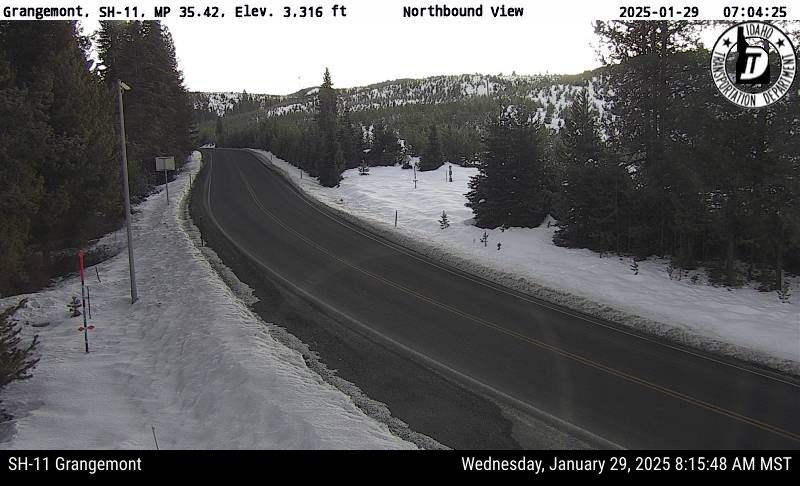 Grangemont, SH-11, MP 35.42, Elev. 3,316 ft Northbound View 2025-01-29 07:04:25
IDAHO
TRANSPORTATION DEPARTMENT
SH-11 Grangemont Wednesday, January 29, 2025 8:15:48 AM MST